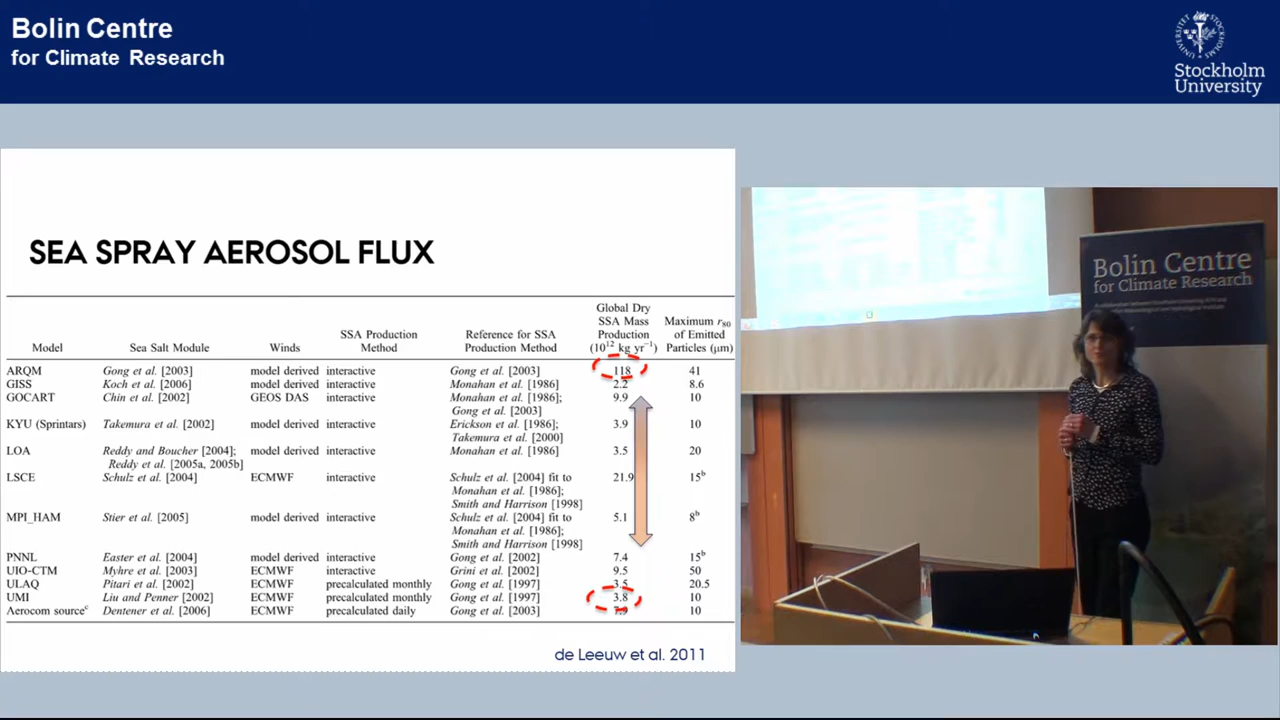 Bolin Centre
for Climate Research
Stockholm
University
SEA SPRAY AEROSOL FLUX
Model Sea Salt Module Winds SSA Production Method Reference for SSA Production Method Global Dry SSA Mass Production (10¹² kg yr⁻¹) Maximum r₈₀ of Emitted Particles (μm)
ARQM Gong et al. [2003] model derived interactive Gong et al. [2003] 118 41
GISS Koch et al. [2006] model derived interactive Monahan et al. [1986] 2.2 8.6
GOCART Chin et al. [2002] GEOS DAS interactive Monahan et al. [1986]; 9.9 10
Gong et al. [2003]
KYU (Sprintars) Takemura et al. [2002] model derived interactive Erickson et al. [1986]; 3.9 10
Takemura et al. [2000]
LOA Reddy and Boucher [2004]; model derived interactive Monahan et al. [1986] 3.5 20
Reddy et al. [2005a, 2005b]
LSCE Schulz et al. [2004] ECMWF interactive Schulz et al. [2004] fit to 21.9 15ᵇ
Monahan et al. [1986];
Smith and Harrison [1998]
MPI_HAM Stier et al. [2005] model derived interactive Schulz et al. [2004] fit to 5.1 8ᵇ
Monahan et al. [1986];
Smith and Harrison [1998]
PNNL Easter et al. [2004] model derived interactive Gong et al. [2002] 7.4 15ᵇ
UIO-CTM Myhre et al. [2003] ECMWF interactive Grini et al. [2002] 9.5 50
ULAQ Pitari et al. [2002] ECMWF precalculated monthly Gong et al. [1997] 3.5 20.5
UMI Liu and Penner [2002] ECMWF precalculated monthly Gong et al. [1997] 3.8 10
Aerocom sourceᶜ Dentener et al. [2006] ECMWF precalculated daily Gong et al. [2003] 7.9 10
de Leeuw et al. 2011
Bolin Centre
for Climate Research